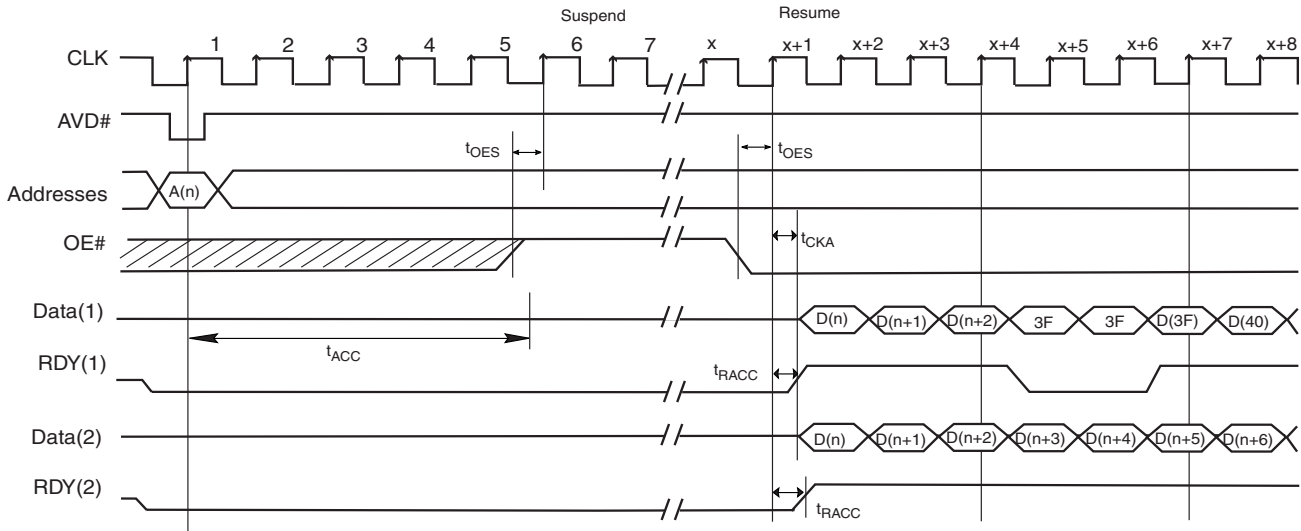 Suspend Resume
1 2 3 4 5 6 7 x x+1 x+2 x+3 x+4 x+5 x+6 x+7 x+8
CLK
AVD#
tOES tOES
Addresses A(n)
OE# tCKA
Data(1) D(n) D(n+1) D(n+2) 3F 3F D(3F) D(40)
tACC
RDY(1) tRACC
Data(2) D(n) D(n+1) D(n+2) D(n+3) D(n+4) D(n+5) D(n+6)
RDY(2) tRACC